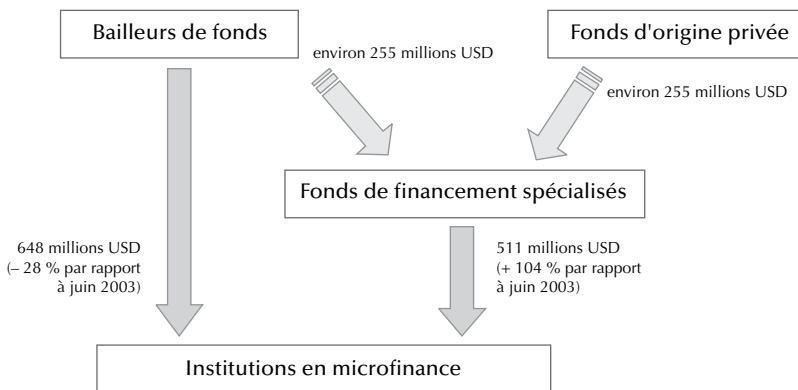 Bailleurs de fonds
Fonds d'origine privée
environ 255 millions USD
environ 255 millions USD
Fonds de financement spécialisés
648 millions USD
(– 28 % par rapport
à juin 2003)
511 millions USD
(+ 104 % par rapport
à juin 2003)
Institutions en microfinance